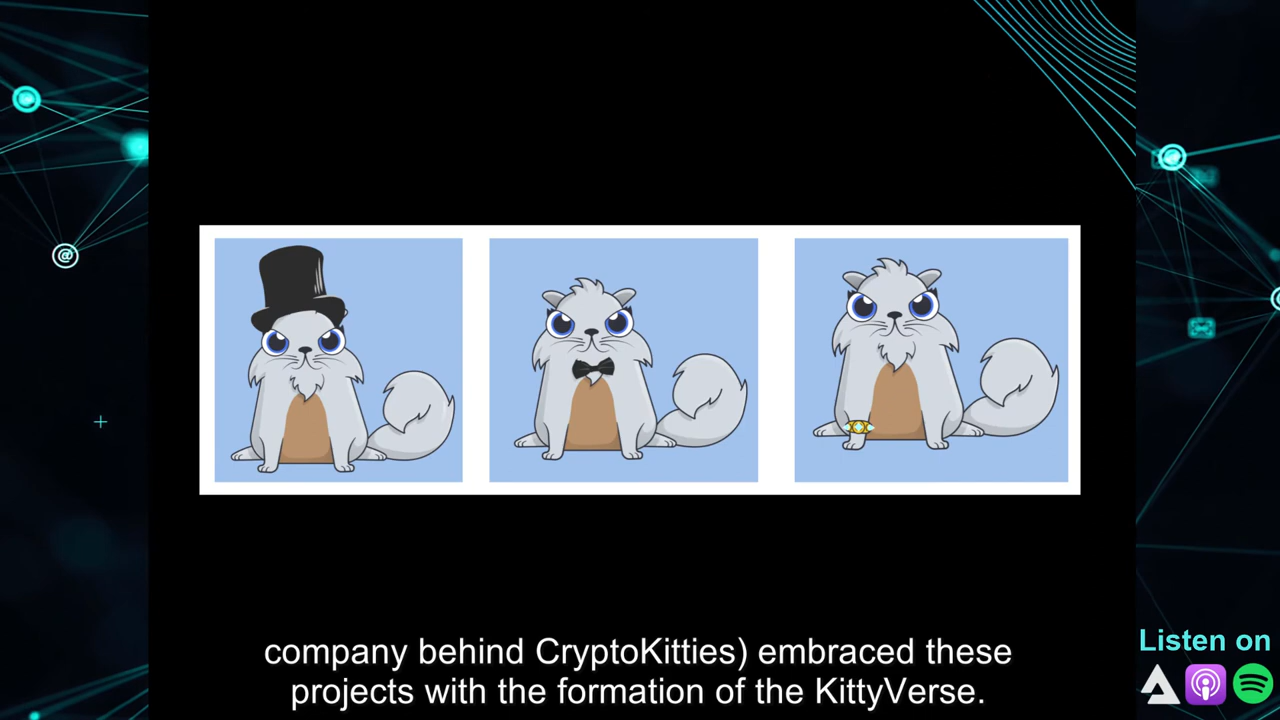 @
company behind CryptoKitties) embraced these
projects with the formation of the KittyVerse.
Listen on